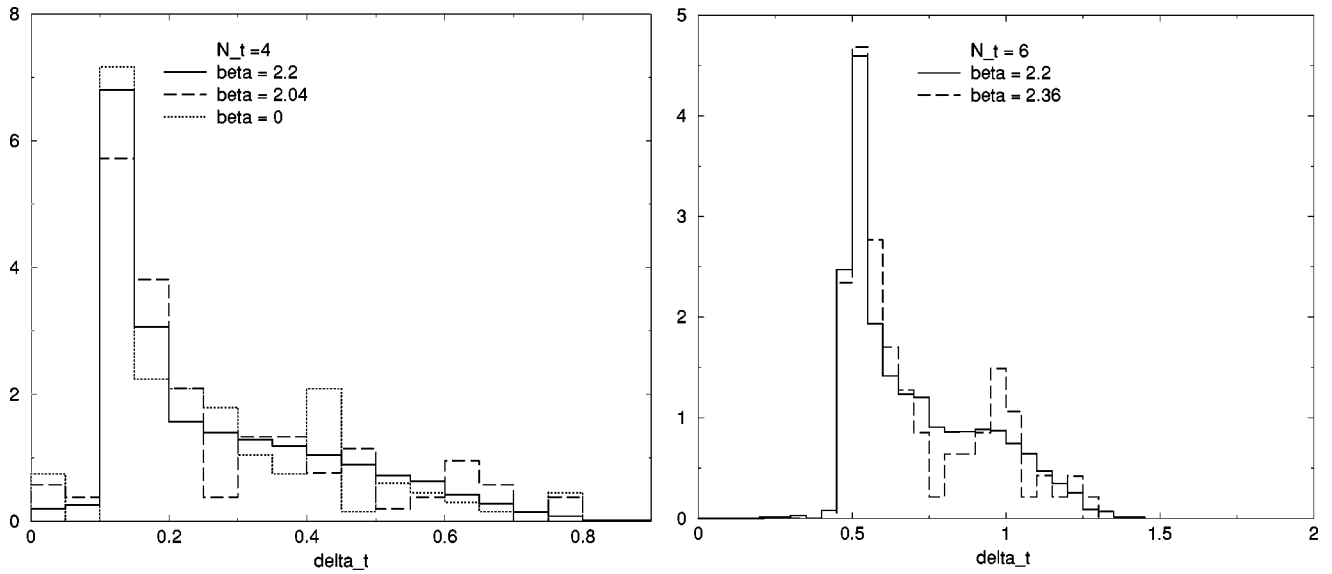 8
6
4
2
0
N_t =4
beta = 2.2
beta = 2.04
beta = 0
0 0.2 0.4 0.6 0.8
delta_t
5
4
3
2
1
0
N_t = 6
beta = 2.2
beta = 2.36
0 0.5 1 1.5 2
delta_t